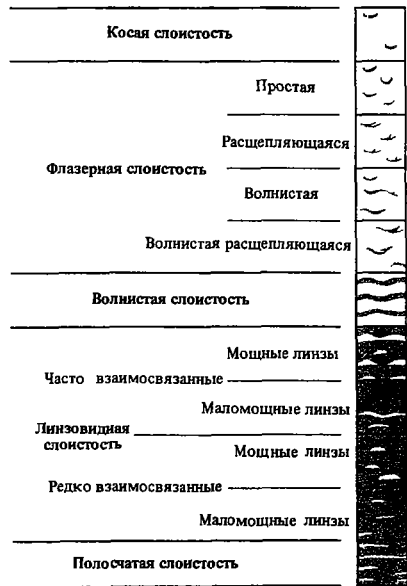 Косая слоистость
Простая
Расщепляющаяся
Флазерная слоистость
Волнистая
Волнистая расщепляющаяся
Волнистая слоистость
Мощные линзы
Часто взаимосвязанные
Маломощные линзы
Линзовидная
слоистость
Мощные линзы
Редко взаимосвязанные
Маломощные линзы
Полосчатая слоистость